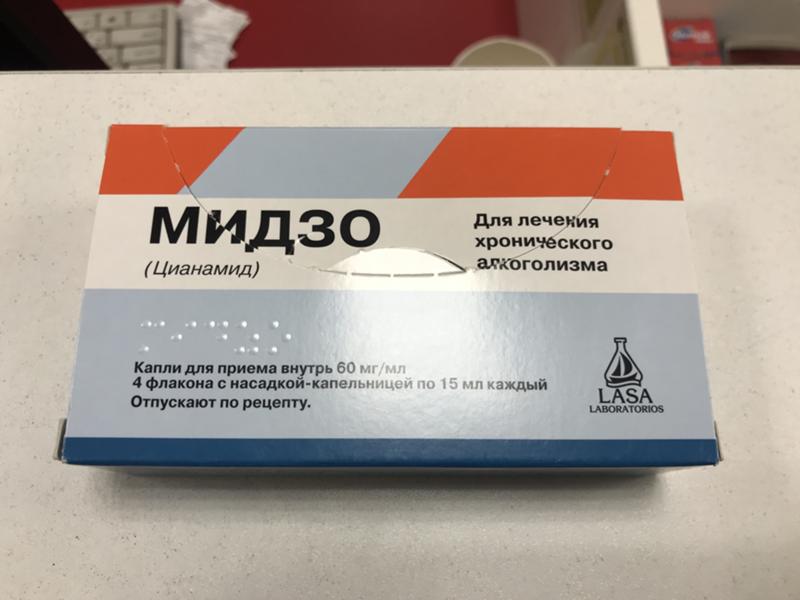 МИДЗО
(Цианамид)
Для лечения
хронического
алкоголизма
Капли для приема внутрь 60 мг/мл
4 флакона с насадкой-капельницей по 15 мл каждый
Отпускают по рецепту.
LASA
LABORATORIOS